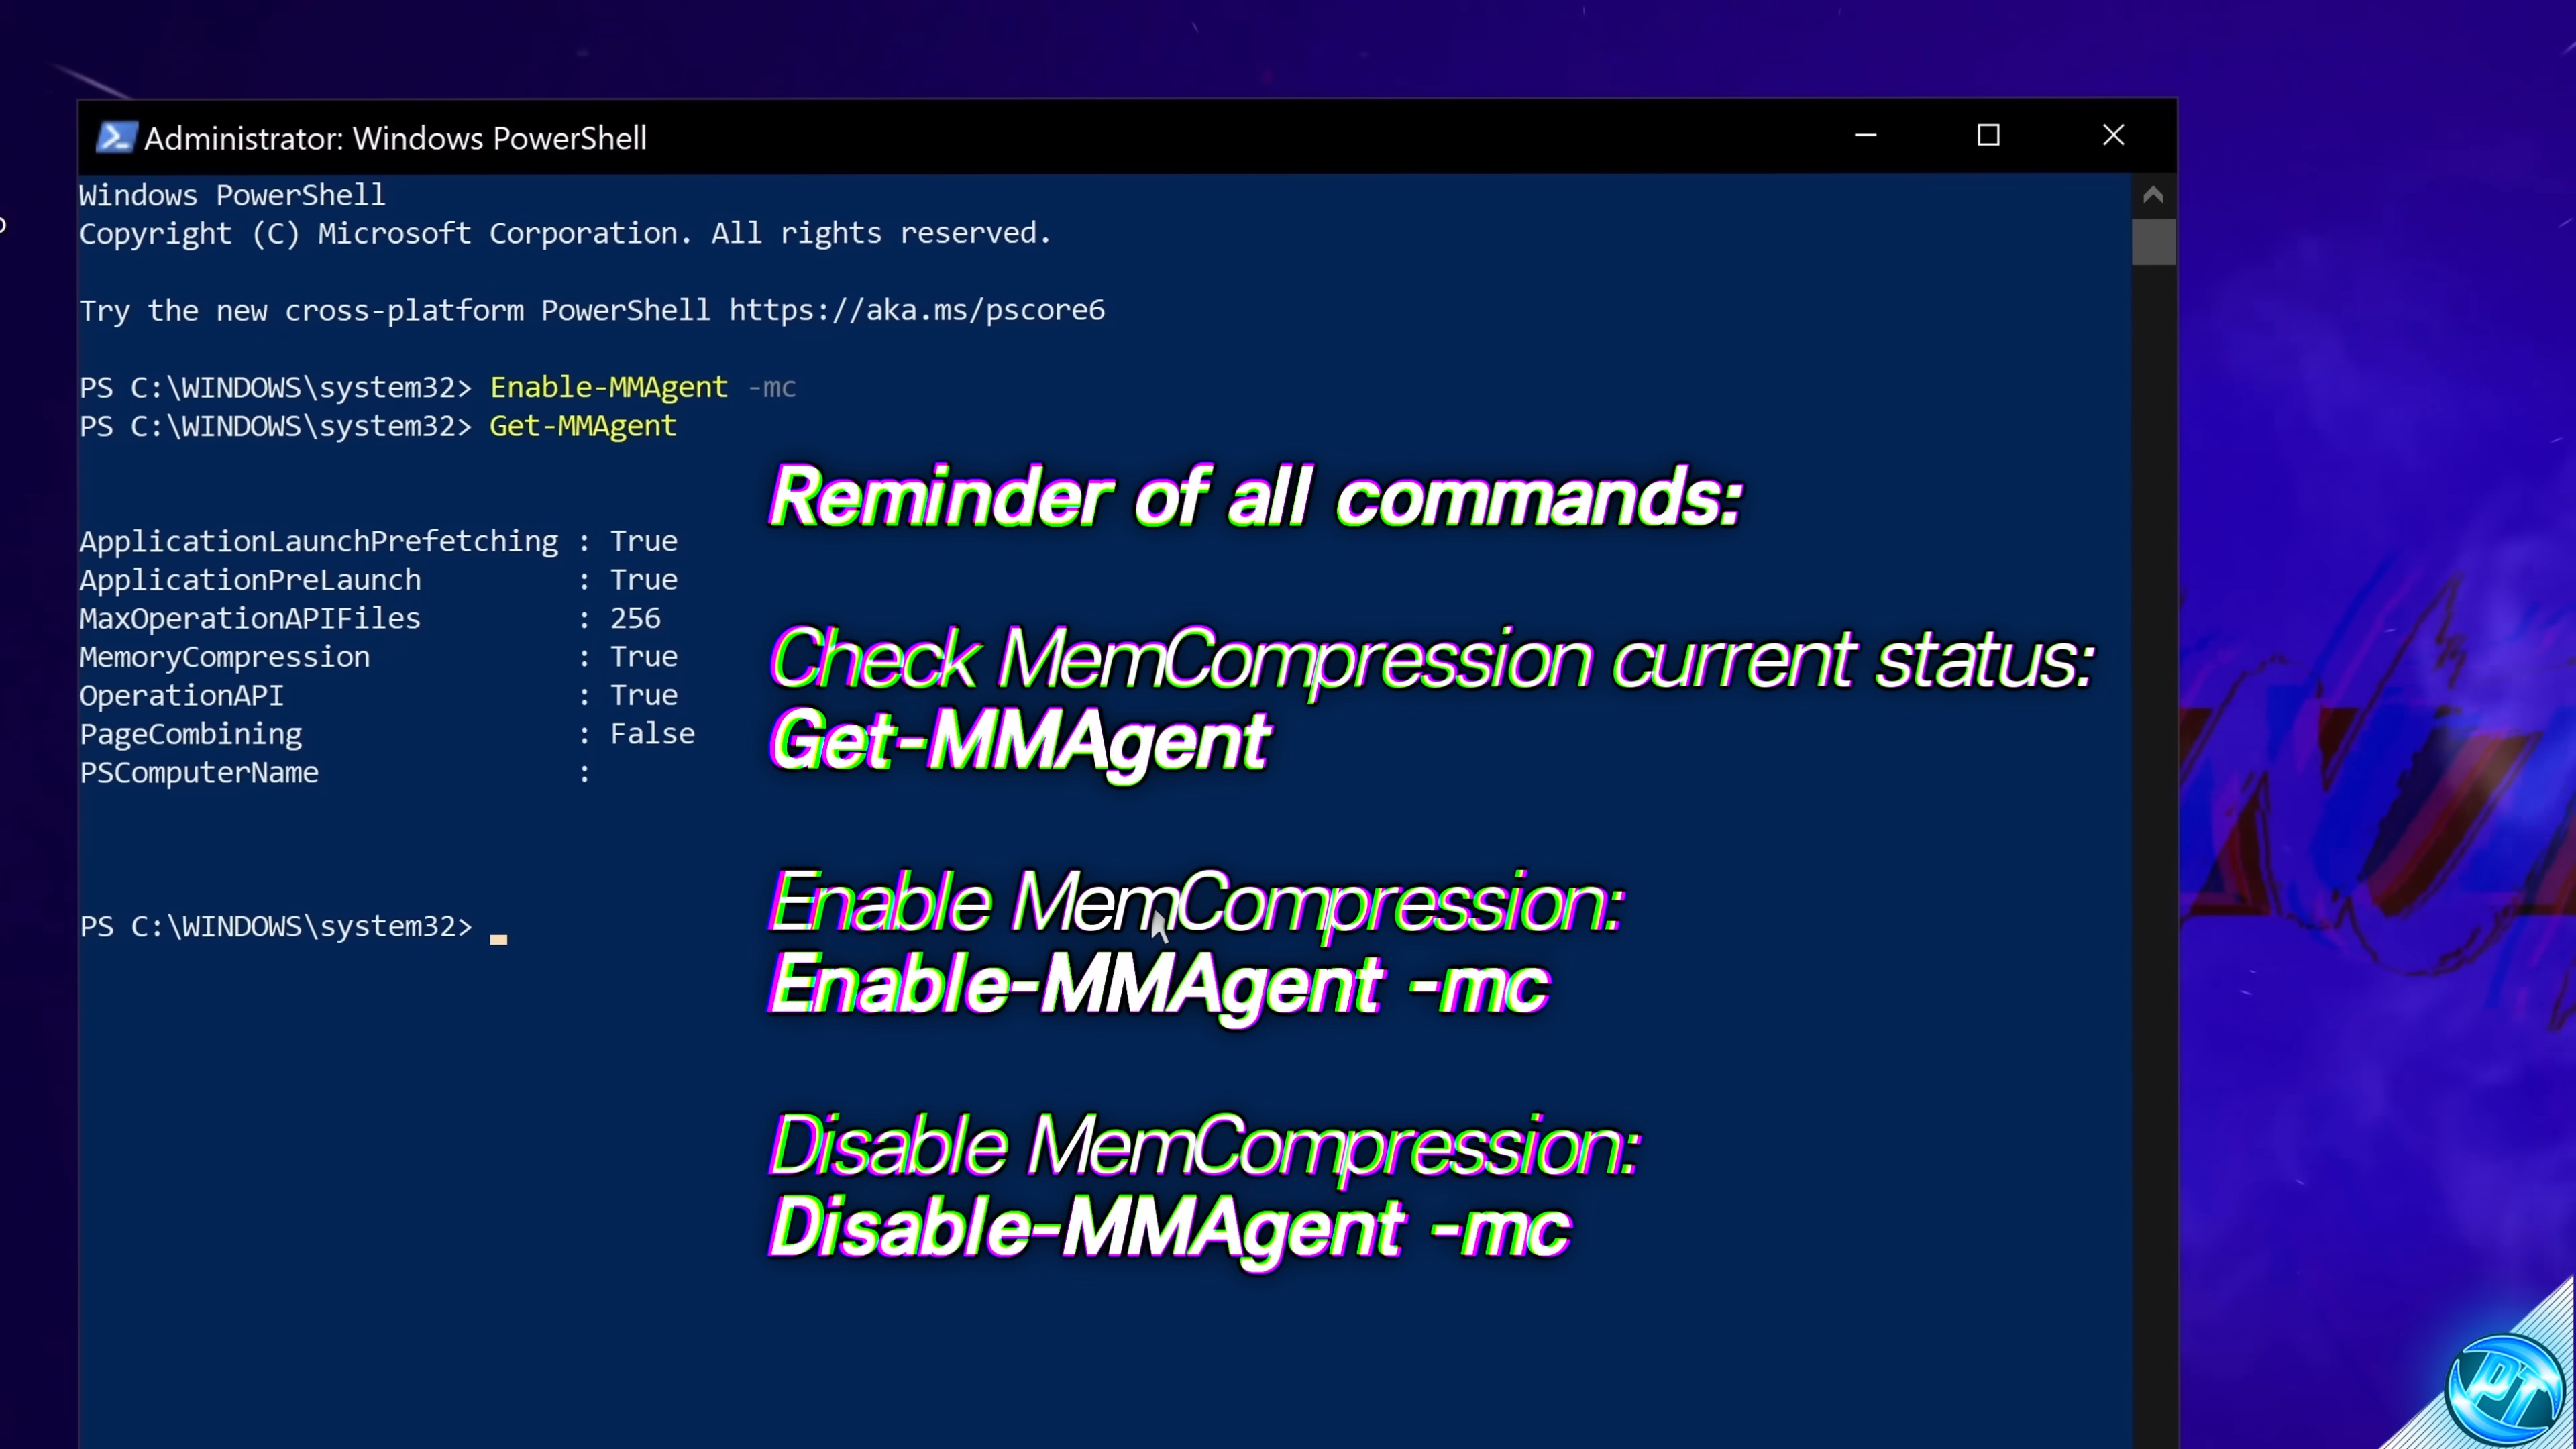 Administrator: Windows PowerShell
Windows PowerShell
Copyright (C) Microsoft Corporation. All rights reserved.
Try the new cross-platform PowerShell https://aka.ms/pscore6
PS C:\WINDOWS\system32> Enable-MMAgent -mc
PS C:\WINDOWS\system32> Get-MMAgent
ApplicationLaunchPrefetching : True
ApplicationPreLaunch : True
MaxOperationAPIFiles : 256
MemoryCompression : True
OperationAPI : True
PageCombining : False
PSComputerName :
PS C:\WINDOWS\system32>
Reminder of all commands:
Check MemCompression current status:
Get-MMAgent
Enable MemCompression:
Enable-MMAgent -mc
Disable MemCompression:
Disable-MMAgent -mc
PT